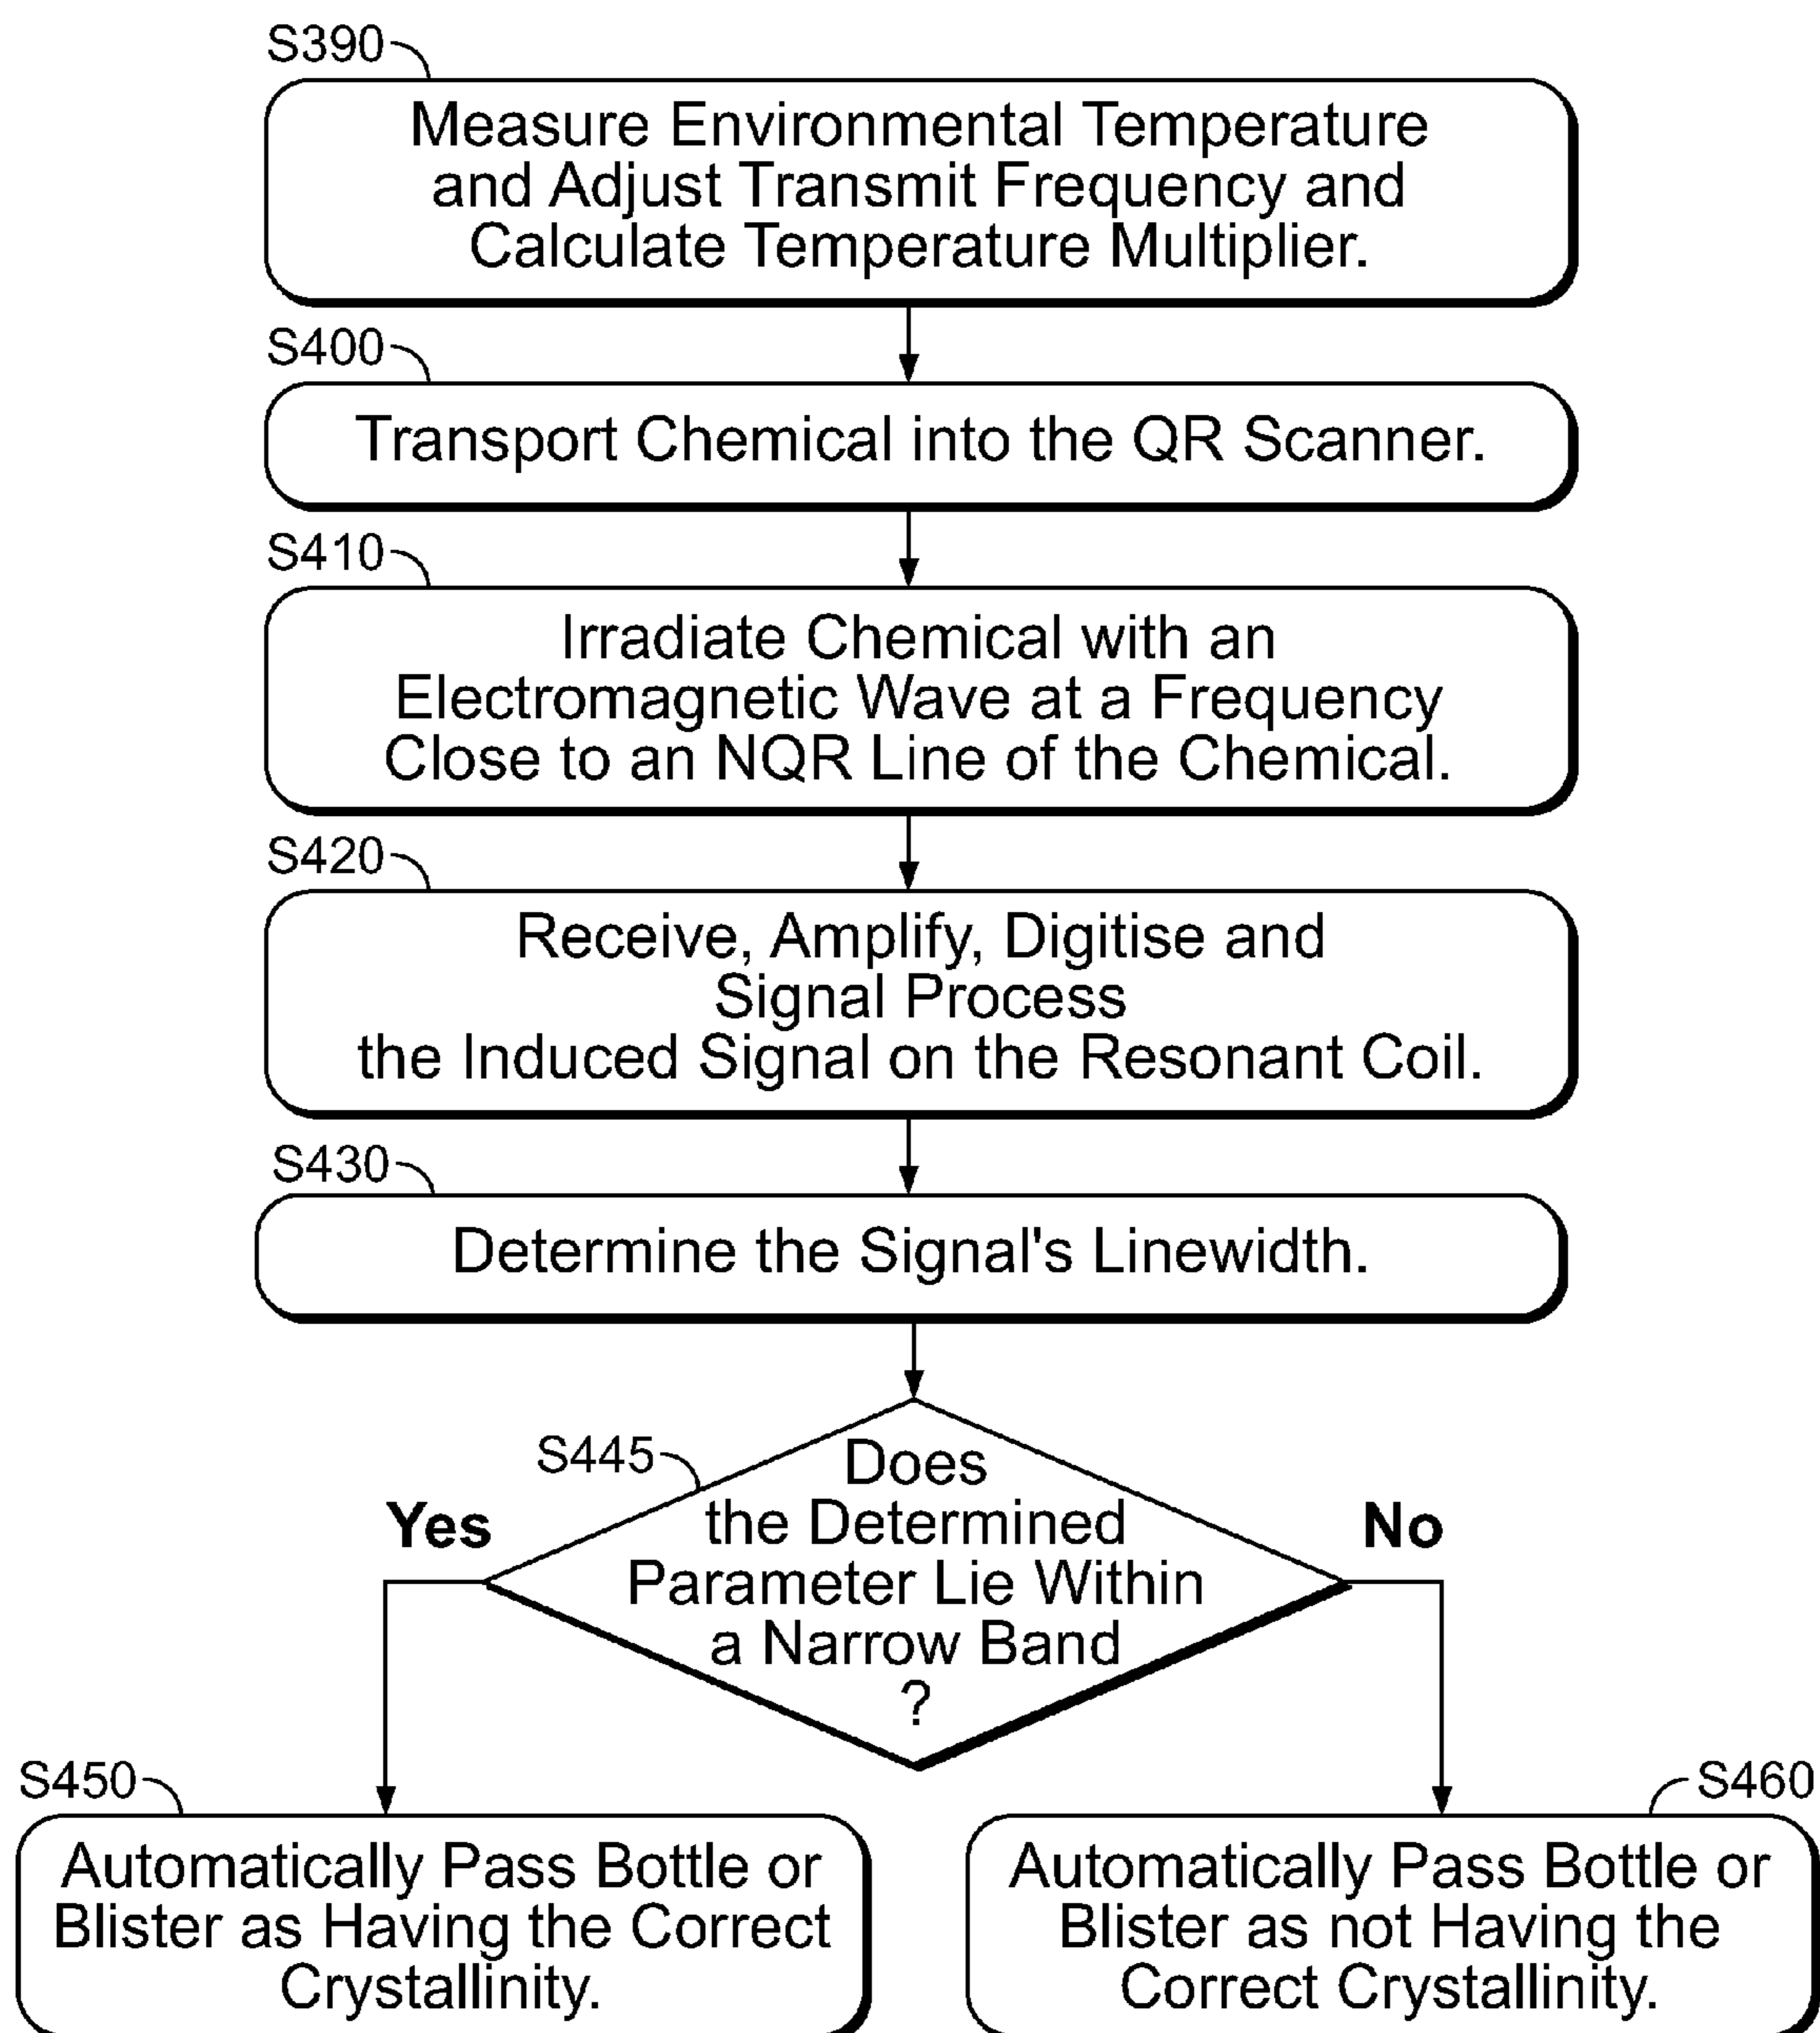 S390
Measure Environmental Temperature
and Adjust Transmit Frequency and
Calculate Temperature Multiplier.
S400
Transport Chemical into the QR Scanner.
S410
Irradiate Chemical with an
Electromagnetic Wave at a Frequency
Close to an NQR Line of the Chemical.
S420
Receive, Amplify, Digitise and
Signal Process
the Induced Signal on the Resonant Coil.
S430
Determine the Signal's Linewidth.
S445
Does
the Determined
Parameter Lie Within
a Narrow Band
?
Yes
No
S450
Automatically Pass Bottle or
Blister as Having the Correct
Crystallinity.
S460
Automatically Pass Bottle or
Blister as not Having the
Correct Crystallinity.